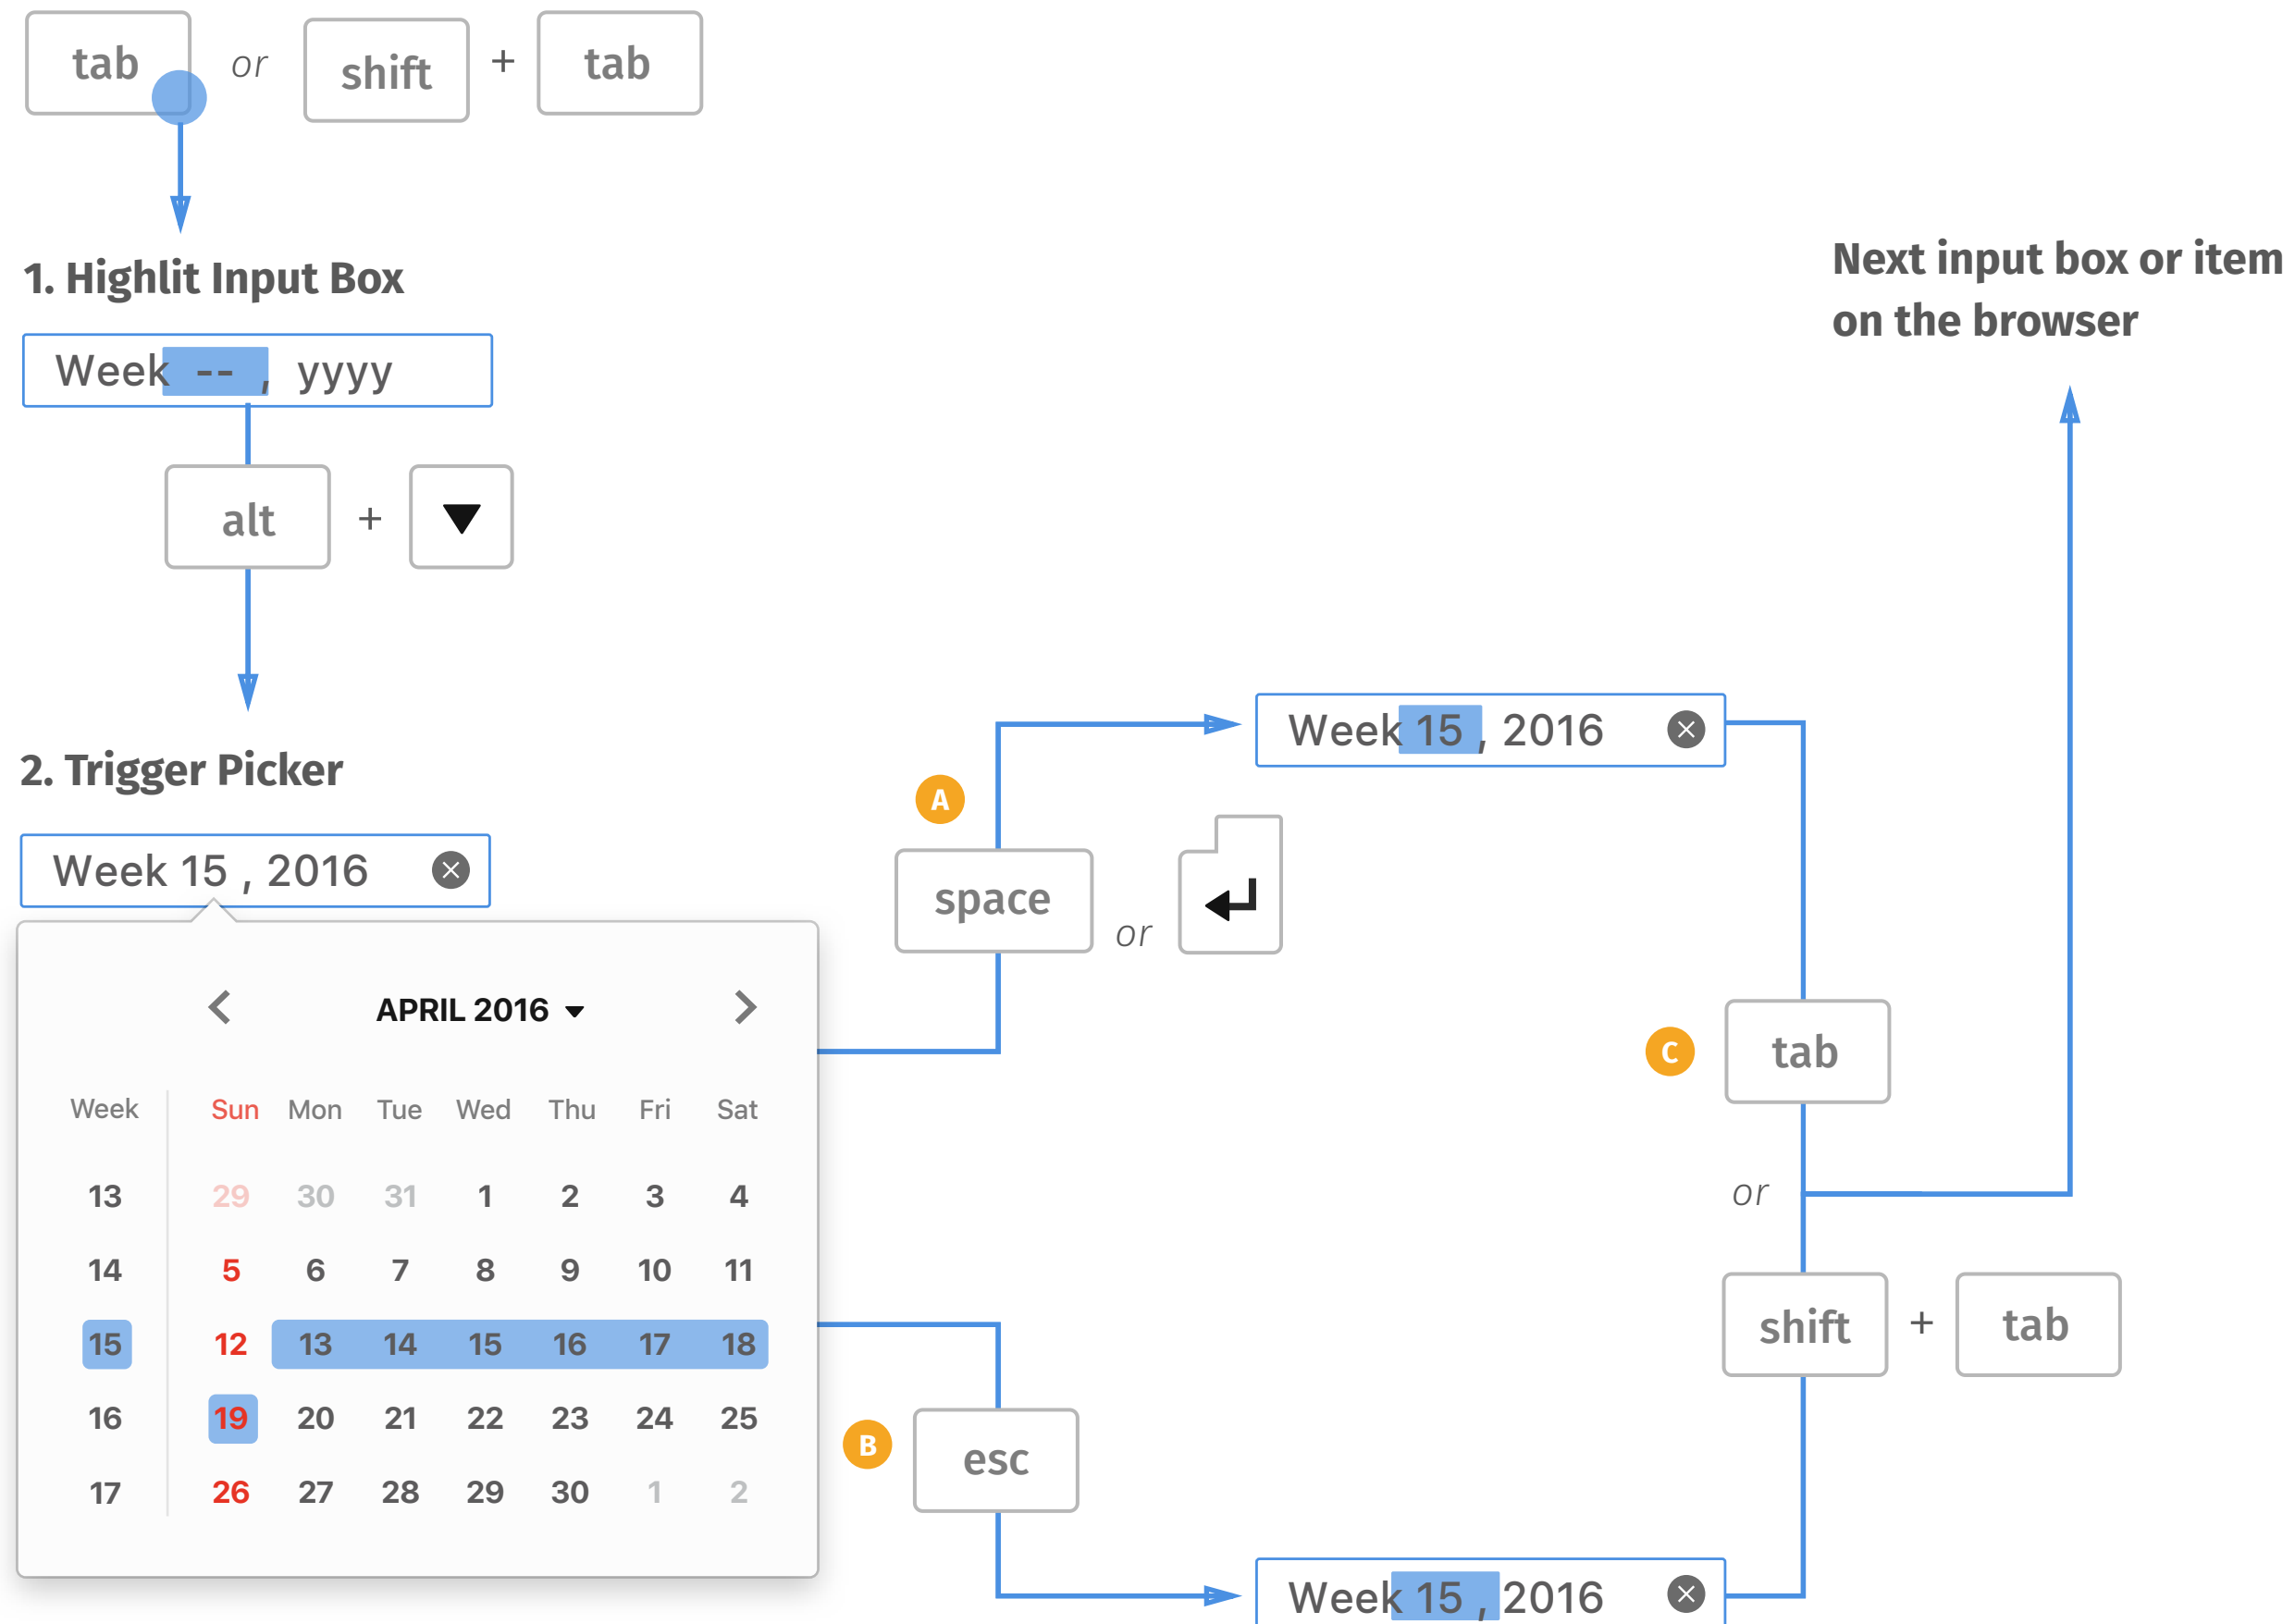 tab or shift + tab
1. Highlit Input Box
Week -- , yyyy
alt +
2. Trigger Picker
Week 15 , 2016
APRIL 2016
Week Sun Mon Tue Wed Thu Fri Sat
13 29 30 31 1 2 3 4
14 5 6 7 8 9 10 11
15 12 13 14 15 16 17 18
16 19 20 21 22 23 24 25
17 26 27 28 29 30 1 2
A
space or
Week 15 , 2016
B
esc
Week 15 , 2016
C
tab
or
shift + tab
Next input box or item
on the browser